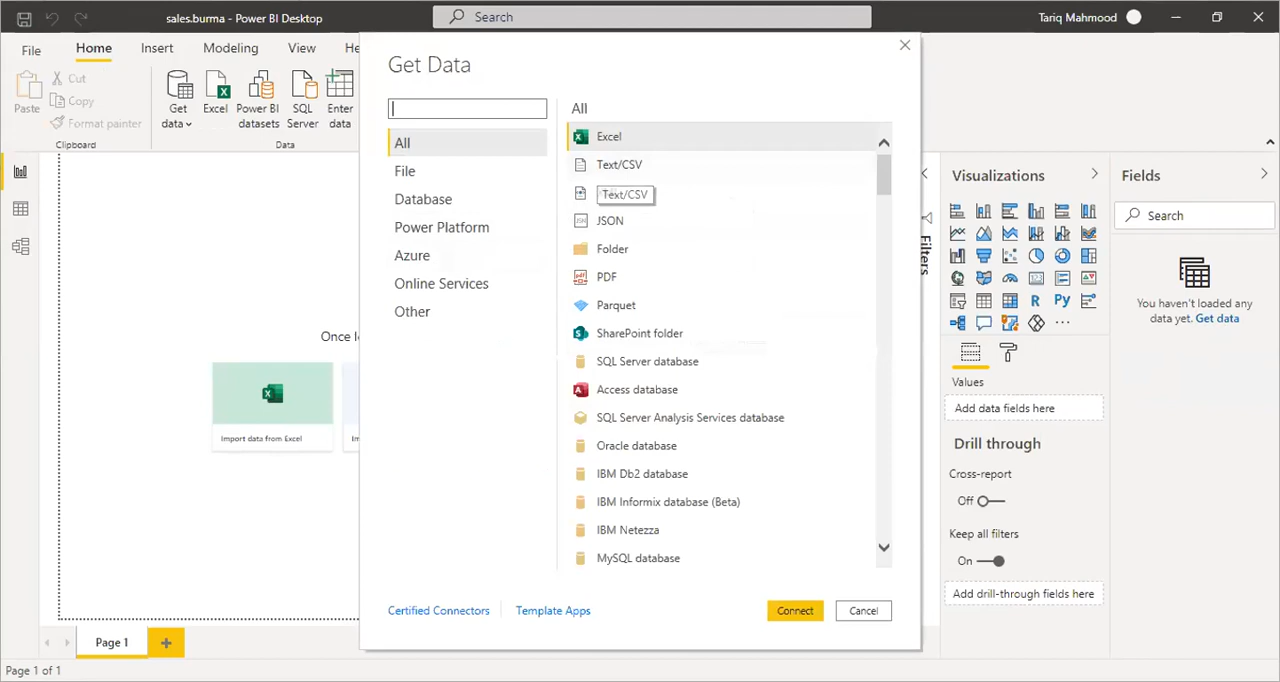 sales.burma - Power BI Desktop
Search
Tariq Mahmood
File
Home
Insert
Modeling
View
He
Paste
Cut
Copy
Format painter
Clipboard
Get data
Excel
Power BI datasets
SQL Server
Enter data
Data
Get Data
All
File
Database
Power Platform
Azure
Online Services
Other
All
Excel
Text/CSV
Text/CSV
JSON
Folder
PDF
Parquet
SharePoint folder
SQL Server database
Access database
SQL Server Analysis Services database
Oracle database
IBM Db2 database
IBM Informix database (Beta)
IBM Netezza
MySQL database
Certified Connectors
Template Apps
Connect
Cancel
Once l
Import data from Excel
Im
Filters
Visualizations
R
Py
Values
Add data fields here
Drill through
Cross-report
Off
Keep all filters
On
Add drill-through fields here
Fields
Search
You haven't loaded any
data yet. Get data
Page 1
Page 1 of 1